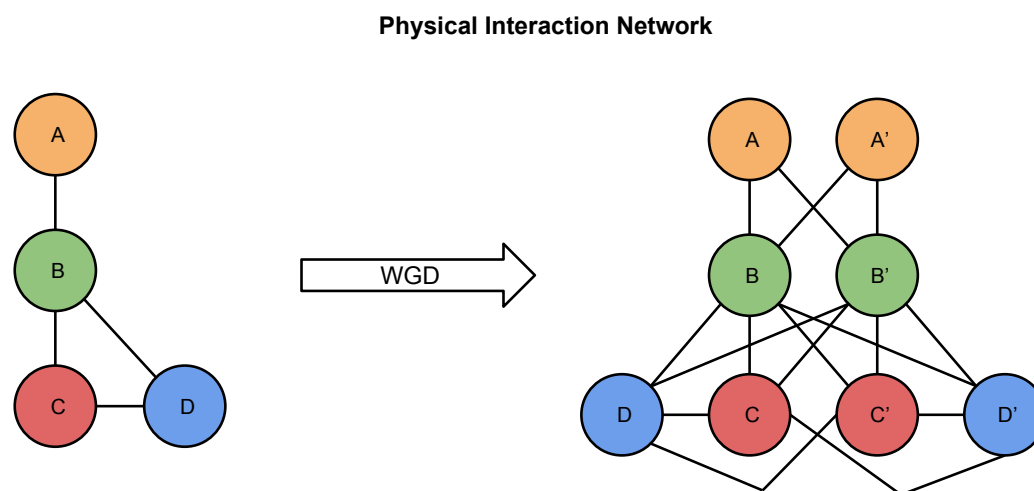 Physical Interaction Network
A
A A'
B
WGD
B B'
C D
D C C' D'